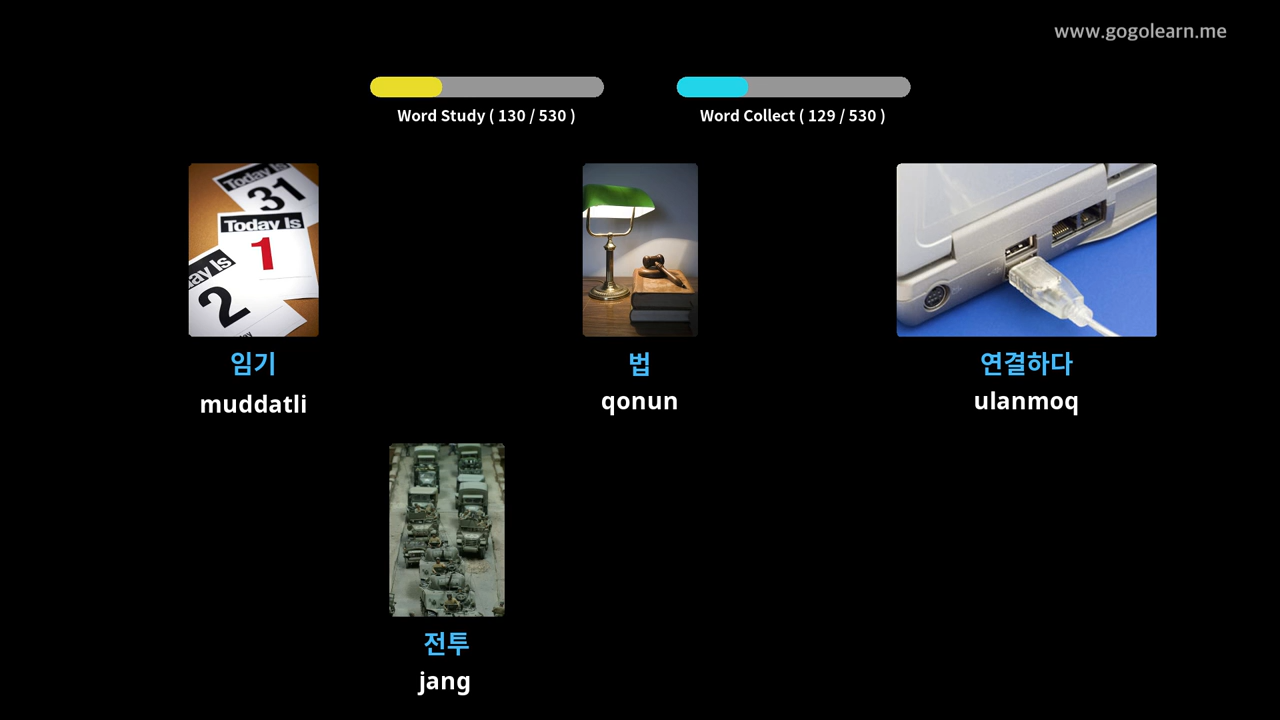 www.gogolearn.me
Word Study ( 130 / 530 )
Word Collect ( 129 / 530 )
Today Is
31
Today Is
1
ay Is
2
임기
muddatli
법
qonun
연결하다
ulanmoq
전투
jang